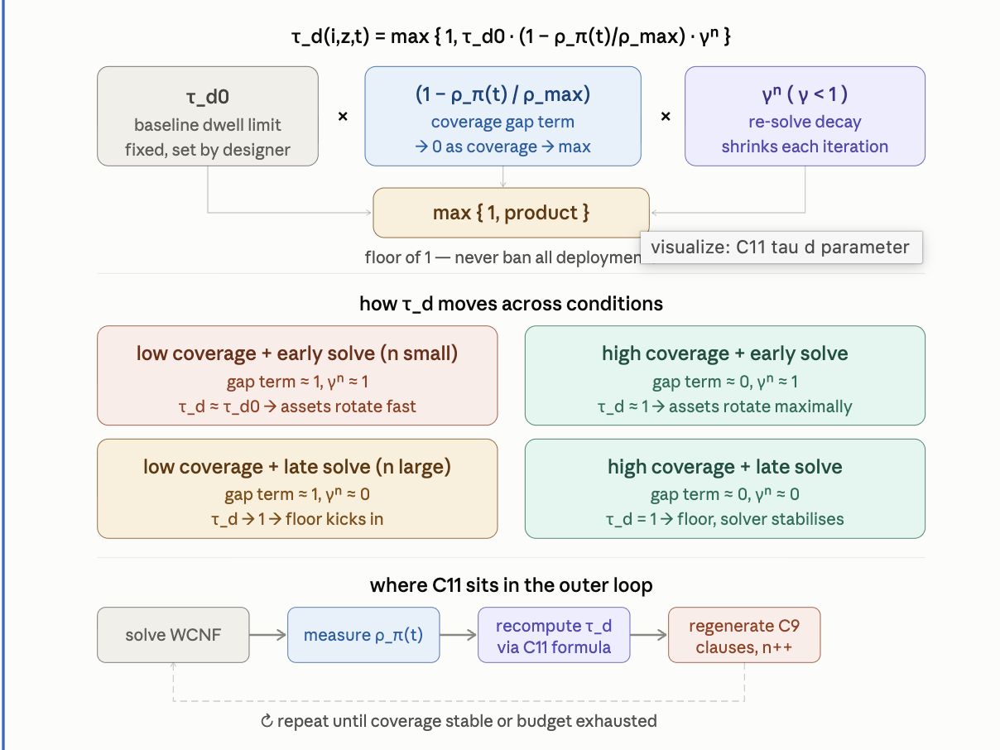 τ_d(i,z,t) = max { 1, τ_d0 · (1 − ρ_π(t)/ρ_max) · γⁿ }
τ_d0
baseline dwell limit
fixed, set by designer
×
(1 − ρ_π(t) / ρ_max)
coverage gap term
→ 0 as coverage → max
×
γⁿ ( γ < 1 )
re-solve decay
shrinks each iteration
max { 1, product }
floor of 1 — never ban all deploymen
visualize: C11 tau d parameter
how τ_d moves across conditions
low coverage + early solve (n small)
gap term ≈ 1, γⁿ ≈ 1
τ_d ≈ τ_d0 → assets rotate fast
high coverage + early solve
gap term ≈ 0, γⁿ ≈ 1
τ_d ≈ 1 → assets rotate maximally
low coverage + late solve (n large)
gap term ≈ 1, γⁿ ≈ 0
τ_d → 1 → floor kicks in
high coverage + late solve
gap term ≈ 0, γⁿ ≈ 0
τ_d = 1 → floor, solver stabilises
where C11 sits in the outer loop
solve WCNF
measure ρ_π(t)
recompute τ_d
via C11 formula
regenerate C9
clauses, n++
↻ repeat until coverage stable or budget exhausted